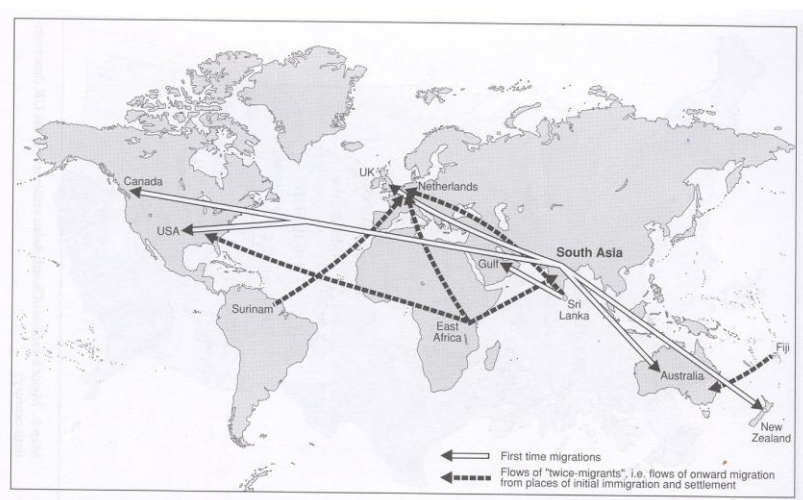 Canada
UK
Netherlands
USA
South Asia
Gulf
Surinam
Sri
Lanka
East
Africa
Fiji
Australia
New
Zealand
First time migrations
Flows of "twice-migrants", i.e. flows of onward migration
from places of initial immigration and settlement